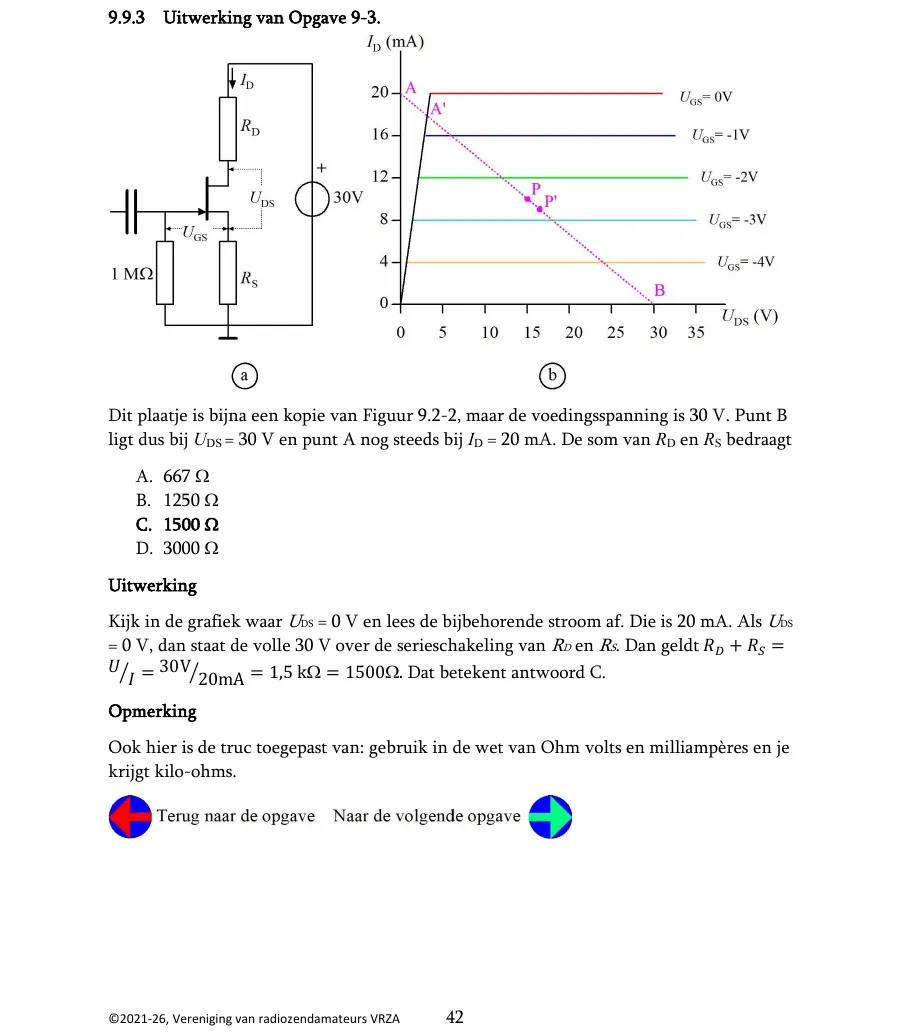 9.9.3 Uitwerking van Opgave 9-3.
I_D (mA)
I_D
R_D
+
30V
U_DS
U_GS
1 MΩ
R_S
a
20
16
12
8
4
0
A
A'
P
P'
B
U_GS= 0V
U_GS= -1V
U_GS= -2V
U_GS= -3V
U_GS= -4V
U_DS (V)
0 5 10 15 20 25 30 35
b
Dit plaatje is bijna een kopie van Figuur 9.2-2, maar de voedingsspanning is 30 V. Punt B
ligt dus bij U_DS = 30 V en punt A nog steeds bij I_D = 20 mA. De som van R_D en R_S bedraagt
A. 667 Ω
B. 1250 Ω
C. 1500 Ω
D. 3000 Ω
Uitwerking
Kijk in de grafiek waar U_DS = 0 V en lees de bijbehorende stroom af. Die is 20 mA. Als U_DS
= 0 V, dan staat de volle 30 V over de serieschakeling van R_D en R_S. Dan geldt R_D + R_S =
U/I = 30V/20mA = 1,5 kΩ = 1500Ω. Dat betekent antwoord C.
Opmerking
Ook hier is de truc toegepast van: gebruik in de wet van Ohm volts en milliampères en je
krijgt kilo-ohms.
Terug naar de opgave Naar de volgende opgave
©2021-26, Vereniging van radiozendamateurs VRZA 42